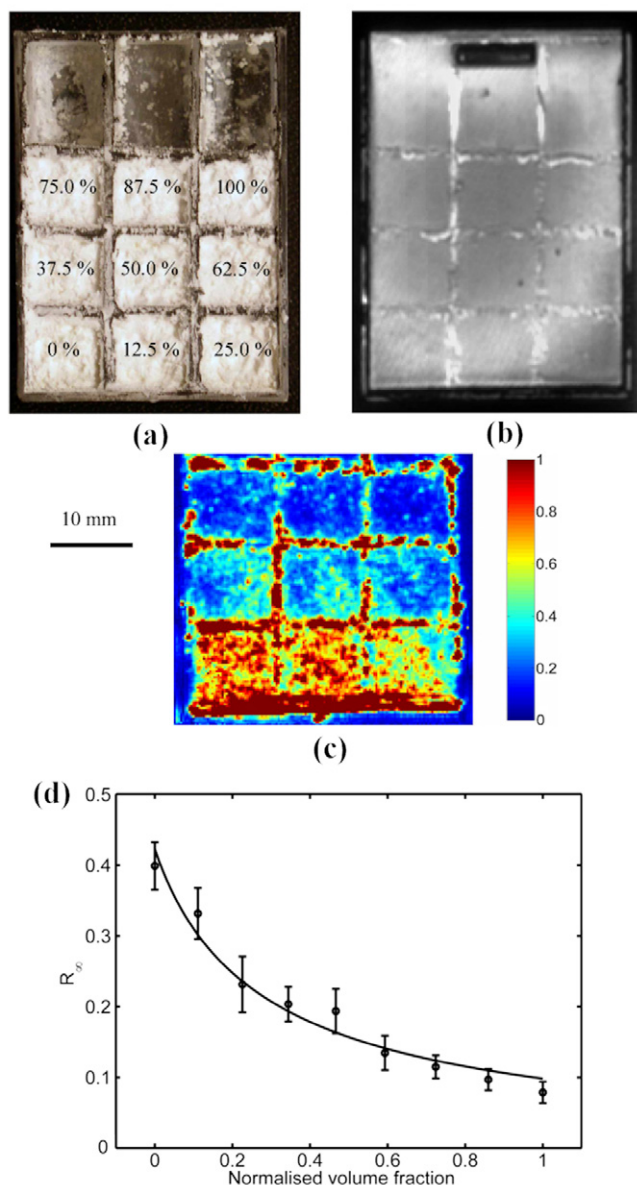 75.0 % 87.5 % 100 %
37.5 % 50.0 % 62.5 %
0 % 12.5 % 25.0 %
(a) (b)
10 mm
1
0.8
0.6
0.4
0.2
0
(c)
(d)
0.5
0.4
0.3
0.2
0.1
0
R∞
0 0.2 0.4 0.6 0.8 1
Normalised volume fraction